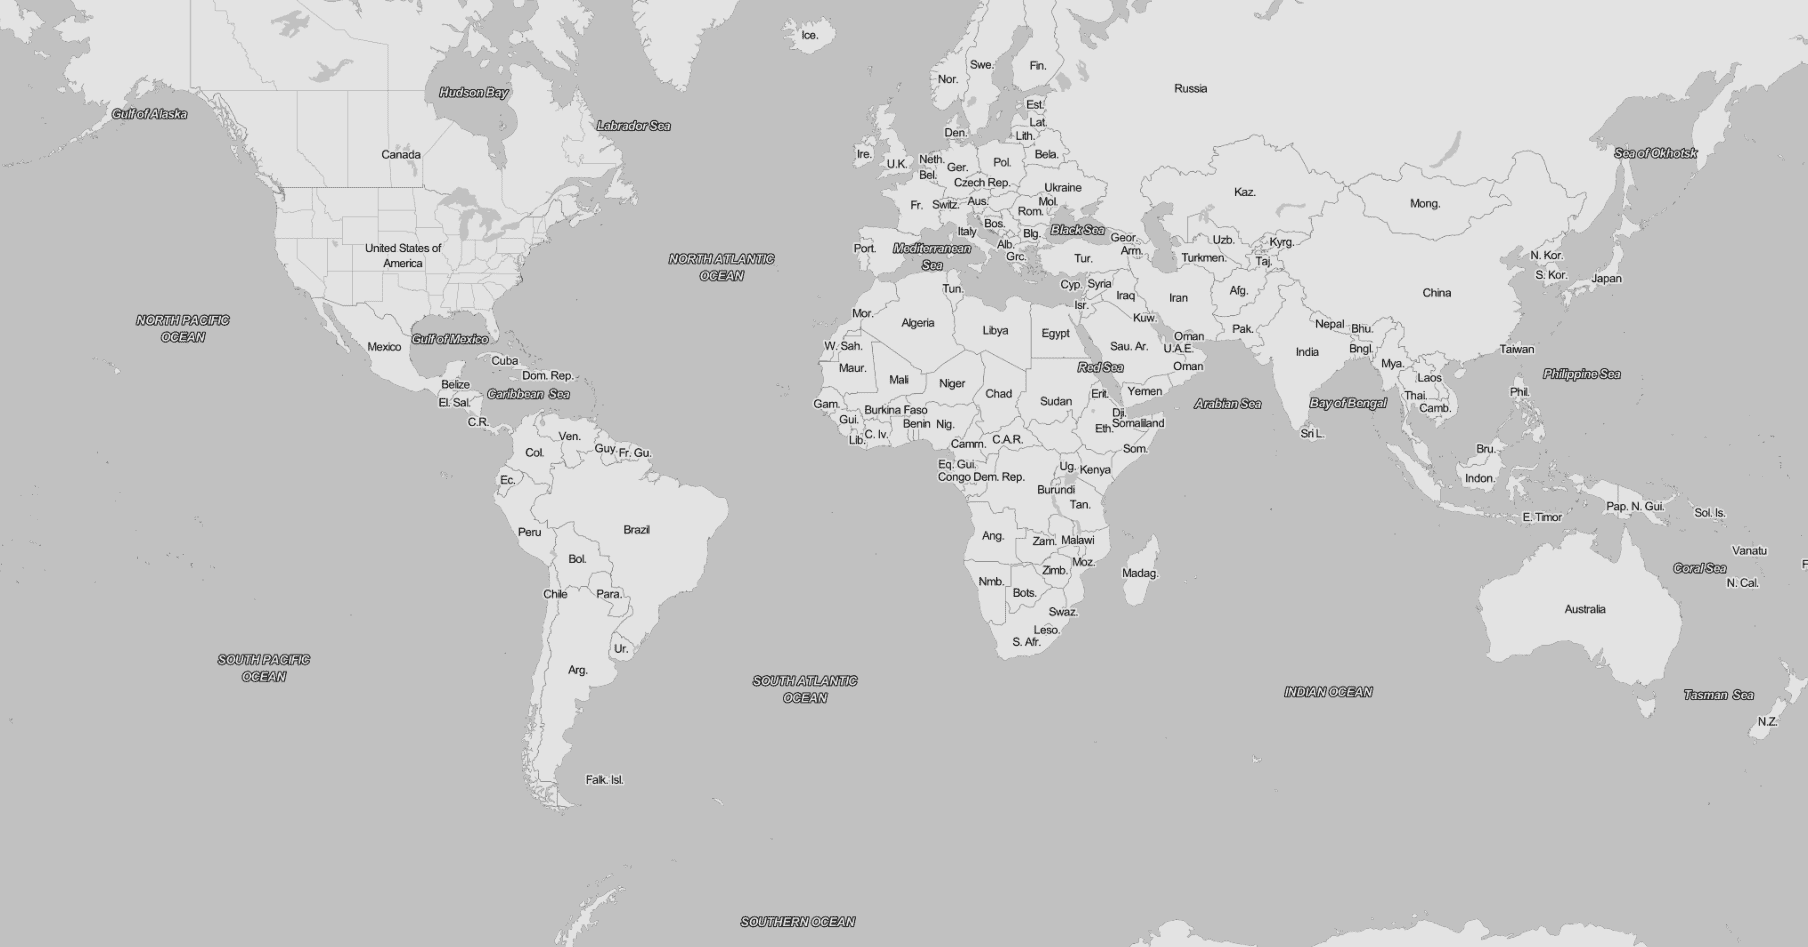 Ice.
Swe.
Fin.
Nor.
Russia
Hudson Bay
Gulf of Alaska
Labrador Sea
Est.
Lat.
Den.
Lith.
Canada
Ire.
U.K.
Neth.
Ger.
Bel.
Pol.
Bela.
Sea of Okhotsk
Czech Rep.
Ukraine
Kaz.
Mong.
Fr.
Switz.
Aus.
Mol.
Rom.
Bos.
Italy
Blg.
Black Sea
Geor.
Uzb.
Kyrg.
United States of
America
Port.
Mediterranean
Sea
Alb.
Grc.
Tur.
Arm.
Turkmen.
Taj.
N. Kor.
S. Kor.
Japan
NORTH ATLANTIC
OCEAN
Tun.
Cyp.
Syria
Isr.
Iraq
Iran
Afg.
China
NORTH PACIFIC
OCEAN
Mor.
Algeria
Libya
Egypt
Kuw.
Pak.
Nepal
Bhu.
Mexico
Gulf of Mexico
W. Sah.
Sau. Ar.
Oman
U.A.E.
India
Bngl.
Taiwan
Cuba
Maur.
Mali
Niger
Red Sea
Oman
Mya.
Laos
Philippine Sea
Dom. Rep.
Belize
Caribbean Sea
El. Sal.
Chad
Sudan
Erit.
Yemen
Arabian Sea
Bay of Bengal
Thai.
Camb.
Phil.
C.R.
Gam.
Gui.
Burkina Faso
Benin
Nig.
Dji.
Somaliland
Eth.
Sri L.
Lib.
C. Iv.
Camm.
C.A.R.
Som.
Ven.
Col.
Guy.
Fr. Gu.
Bru.
Eq. Gui.
Congo Dem. Rep.
Ug.
Kenya
Indon.
Ec.
Burundi
Tan.
Pap. N. Gui.
Sol. Is.
E. Timor
Peru
Brazil
Ang.
Zam.
Malawi
Vanatu
Bol.
Moz.
Zimb.
Madag.
Coral Sea
F
N. Cal.
Nmb.
Bots.
Chile
Para.
Swaz.
Australia
Leso.
S. Afr.
Ur.
SOUTH PACIFIC
OCEAN
Arg.
SOUTH ATLANTIC
OCEAN
INDIAN OCEAN
Tasman Sea
N.Z.
Falk. Isl.
SOUTHERN OCEAN